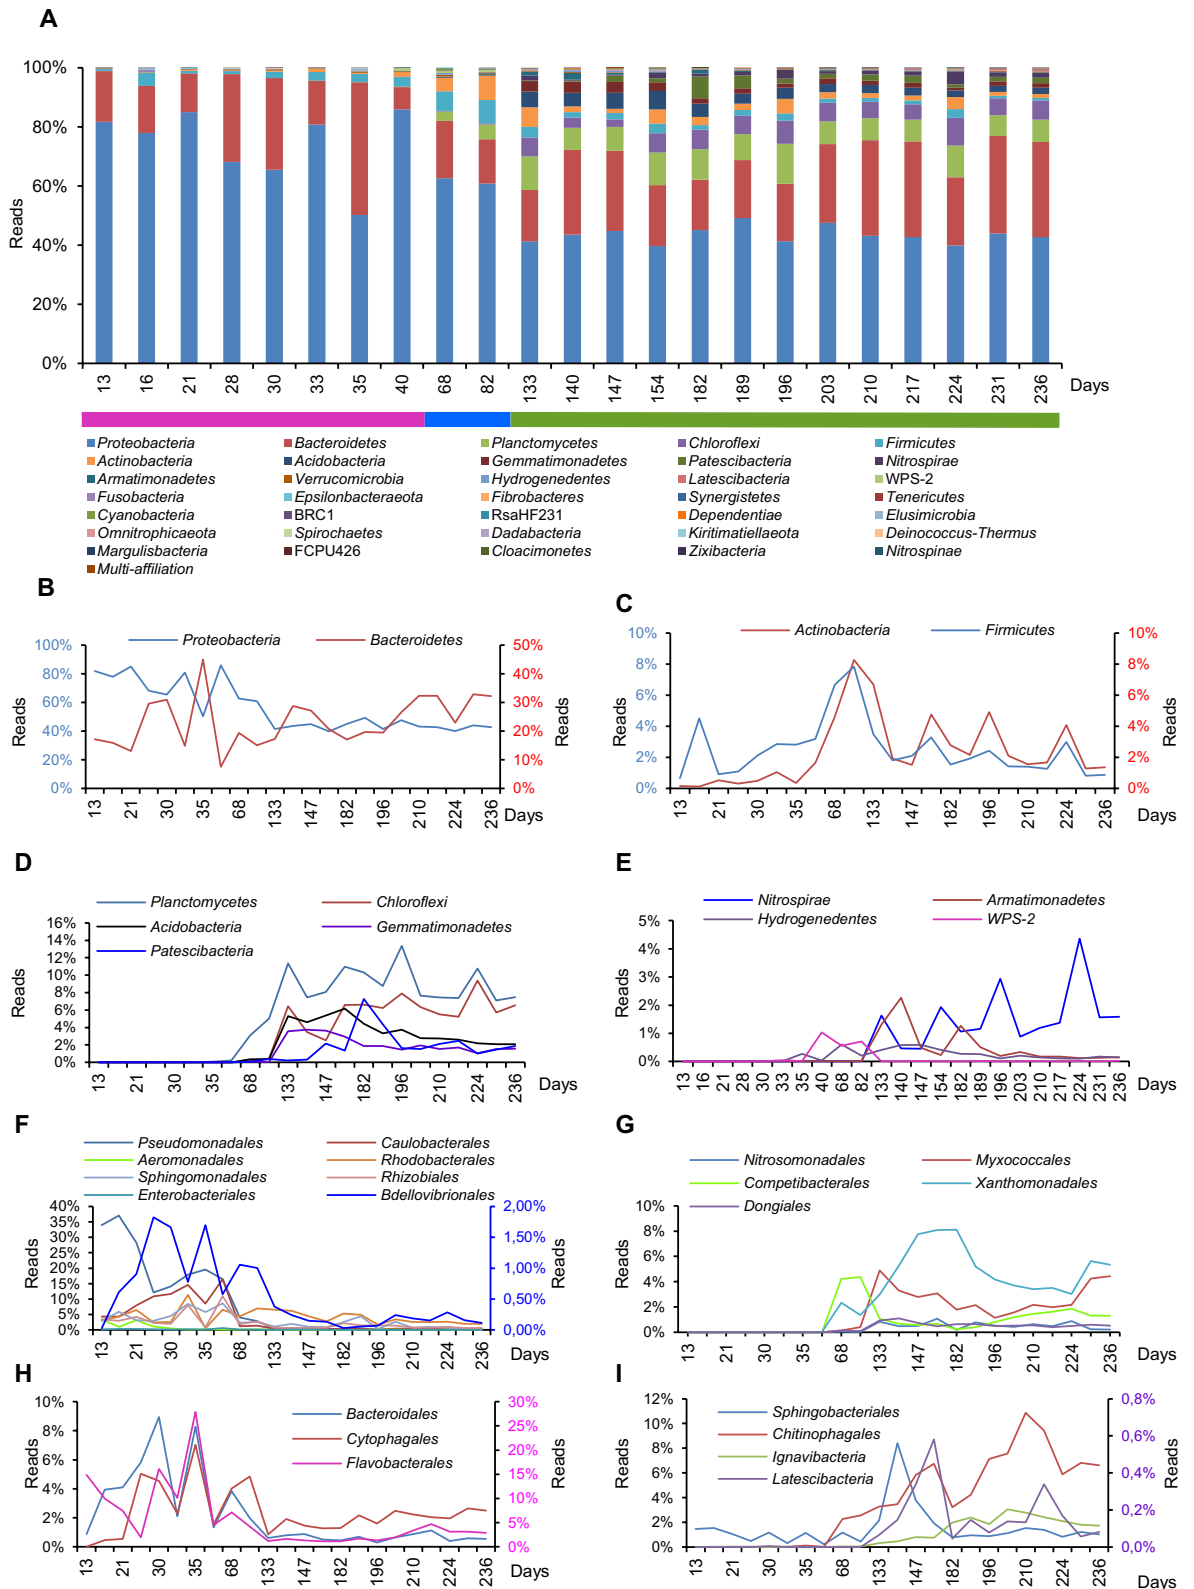 A
100%
80%
60%
40%
20%
0%
Reads
13 16 21 28 30 33 35 40 68 82 133 140 147 154 182 189 196 203 210 217 224 231 236 Days
Proteobacteria Bacteroidetes Planctomycetes Chloroflexi Firmicutes
Actinobacteria Acidobacteria Gemmatimonadetes Patescibacteria Nitrospirae
Armatimonadetes Verrucomicrobia Hydrogenedentes Latescibacteria WPS-2
Fusobacteria Epsilonbacteraeota Fibrobacteres Synergistetes Tenericutes
Cyanobacteria BRC1 RsaHF231 Dependentiae Elusimicrobia
Omnitrophicaeota Spirochaetes Dadabacteria Kiritimatiellaeota Deinococcus-Thermus
Margulisbacteria FCPU426 Cloacimonetes Zixibacteria Nitrospinae
Multi-affiliation
B
Proteobacteria Bacteroidetes
100% 50%
80% 40%
60% 30%
40% 20%
20% 10%
0% 0%
Reads Reads
13 21 30 35 68 133 147 182 196 210 224 236 Days
C
Actinobacteria Firmicutes
10% 10%
8% 8%
6% 6%
4% 4%
2% 2%
0% 0%
Reads Reads
13 21 30 35 68 133 147 182 196 210 224 236 Days
D
Planctomycetes Chloroflexi
Acidobacteria Gemmatimonadetes
Patescibacteria
16%
14%
12%
10%
8%
6%
4%
2%
0%
Reads
13 21 30 35 68 133 147 182 196 210 224 236 Days
E
Nitrospirae Armatimonadetes
Hydrogenedentes WPS-2
5%
4%
3%
2%
1%
0%
Reads
13 16 21 28 30 33 35 40 68 82 133 140 147 154 182 189 196 203 210 217 224 231 236 Days
F
Pseudomonadales Caulobacterales
Aeromonadales Rhodobacterales
Sphingomonadales Rhizobiales
Enterobacteriales Bdellovibrionales
40% 2,00%
35%
30% 1,50%
25%
20% 1,00%
15%
10% 0,50%
5%
0% 0,00%
Reads Reads
13 21 30 35 68 133 147 182 196 210 224 236 Days
G
Nitrosomonadales Myxococcales
Competibacterales Xanthomonadales
Dongiales
10%
8%
6%
4%
2%
0%
Reads
13 21 30 35 68 133 147 182 196 210 224 236 Days
H
Bacteroidales
Cytophagales
Flavobacterales
10% 30%
8% 25%
6% 20%
15%
4% 10%
2% 5%
0% 0%
Reads Reads
13 21 30 35 68 133 147 182 196 210 224 236 Days
I
Sphingobacteriales
Chitinophagales
Ignavibacteria
Latescibacteria
12% 0,8%
10% 0,6%
8%
6% 0,4%
4% 0,2%
2%
0% 0,0%
Reads Reads
13 21 30 35 68 133 147 182 196 210 224 236 Days